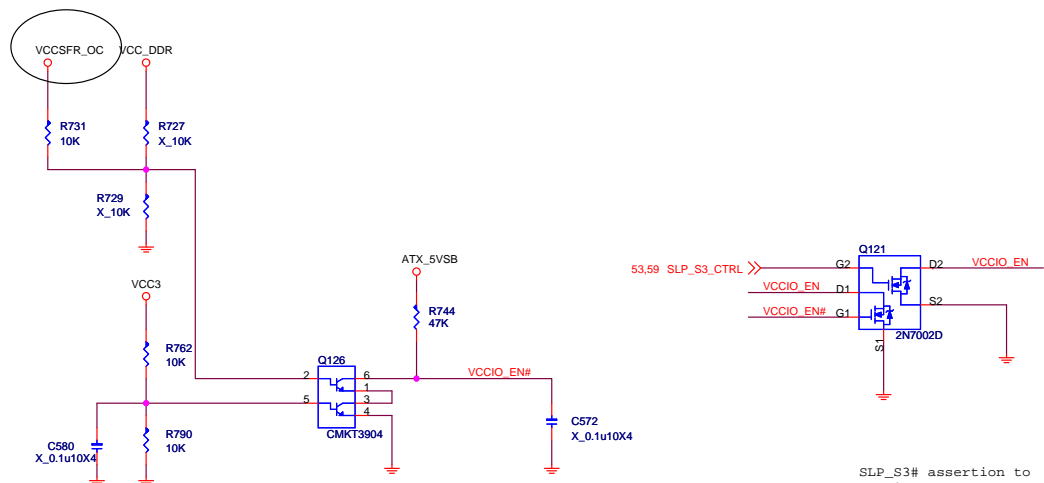 VCCSFR_OC
VCC_DDR
R731
10K
R727
X_10K
R729
X_10K
VCC3
R762
10K
C580
X_0.1u10X4
R790
10K
ATX_5VSB
R744
47K
Q126
2
5
6
1
3
4
CMKT3904
VCCIO_EN#
C572
X_0.1u10X4
53,59 SLP_S3_CTRL
VCCIO_EN
VCCIO_EN#
Q121
G2
D1
G1
S1
D2
S2
2N7002D
VCCIO_EN
SLP_S3# assertion to